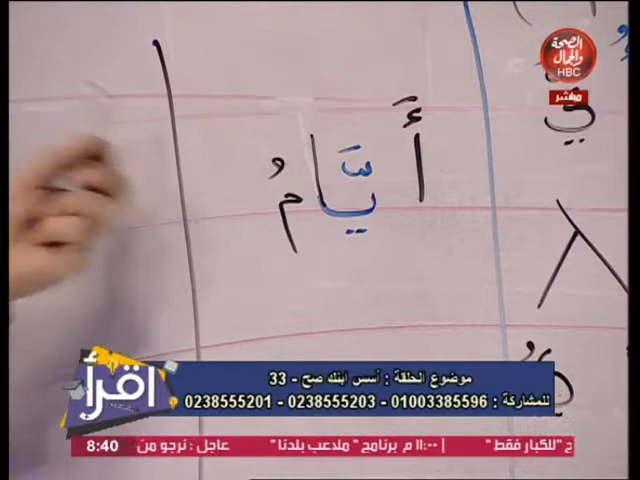 الصحة
والجمال
HBC
مباشر
أَيَّامُ
ي
٨
اقرأ
موضوع الحلقة : أسس ابنك صح - 33
للمشاركة : 01003385596 - 0238555203 - 0238555201
8:40
ج "للكبار فقط" | ١١:٠٠ م برنامج " ملاعب بلدنا" عاجل : نرجو من